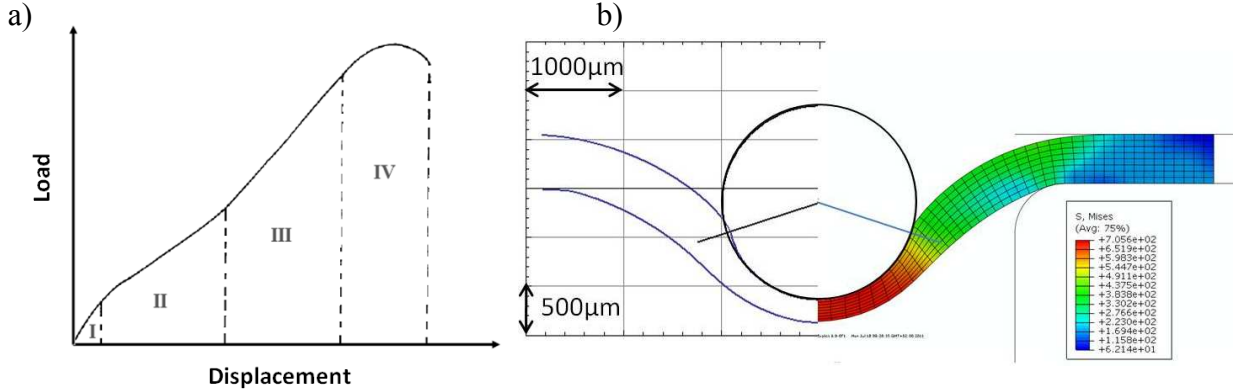 a)
b)
Load
I
II
III
IV
Displacement
1000µm
500µm
S, Mises
(Avg: 75%)
+7.056e+02
+6.519e+02
+5.983e+02
+5.447e+02
+4.911e+02
+4.375e+02
+3.838e+02
+3.302e+02
+2.766e+02
+2.230e+02
+1.694e+02
+1.158e+02
+6.214e+01